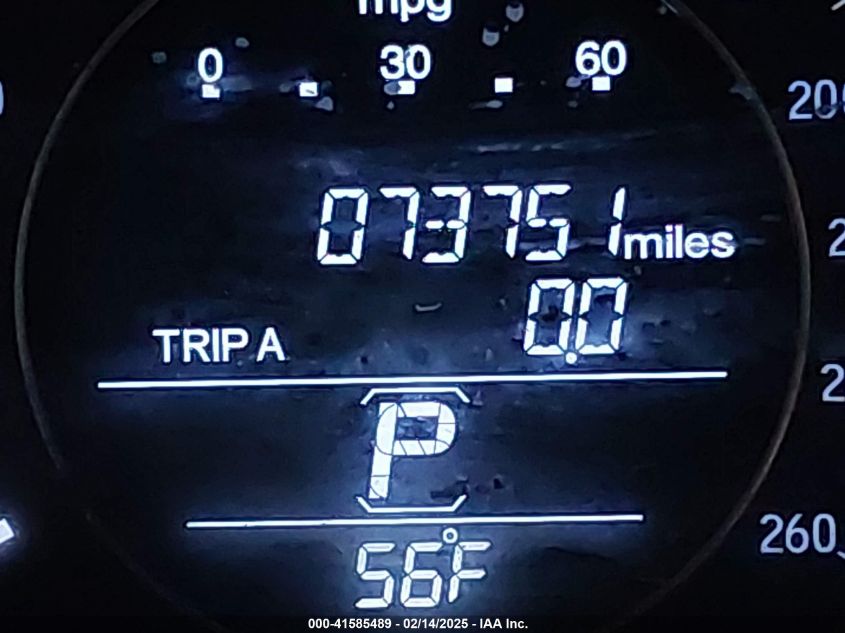 mpg
0 30 60
073751 miles
0.0
TRIP A
P
56°F
260
000-41585489 - 02/14/2025 - IAA Inc.